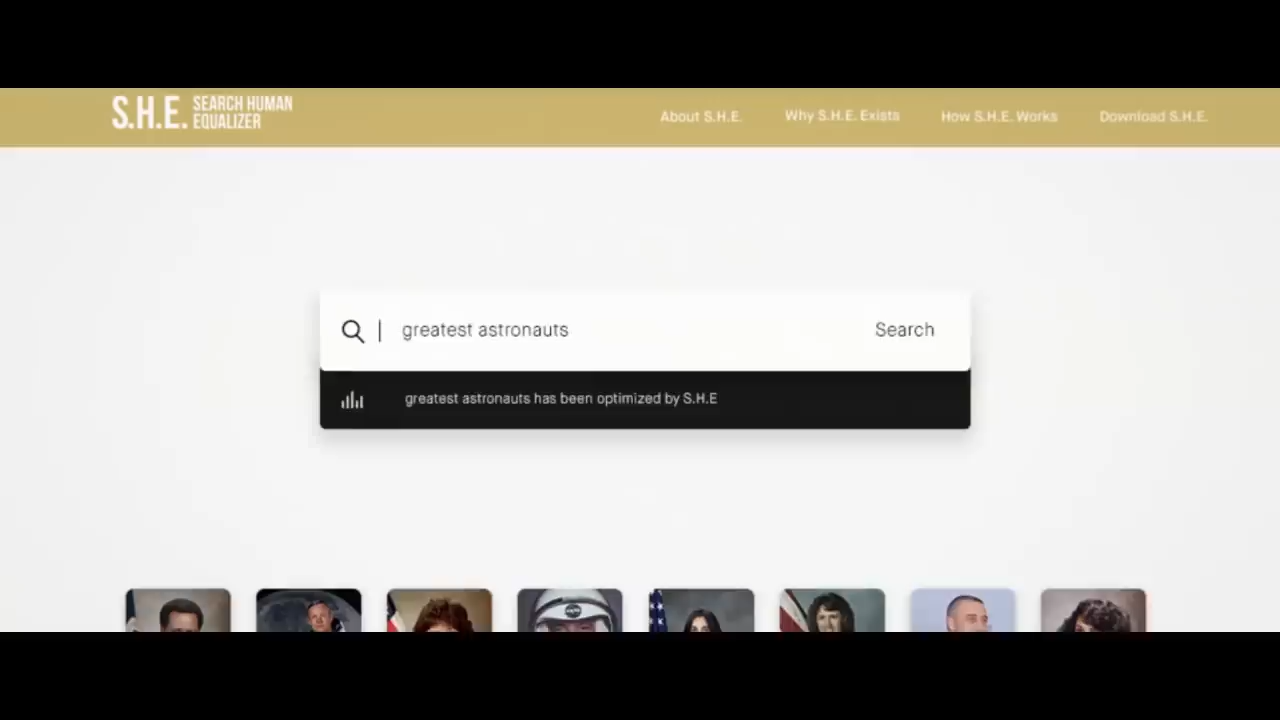 S.H.E. SEARCH HUMAN
EQUALIZER
About S.H.E.
Why S.H.E. Exists
How S.H.E. Works
Download S.H.E.
greatest astronauts
Search
greatest astronauts has been optimized by S.H.E